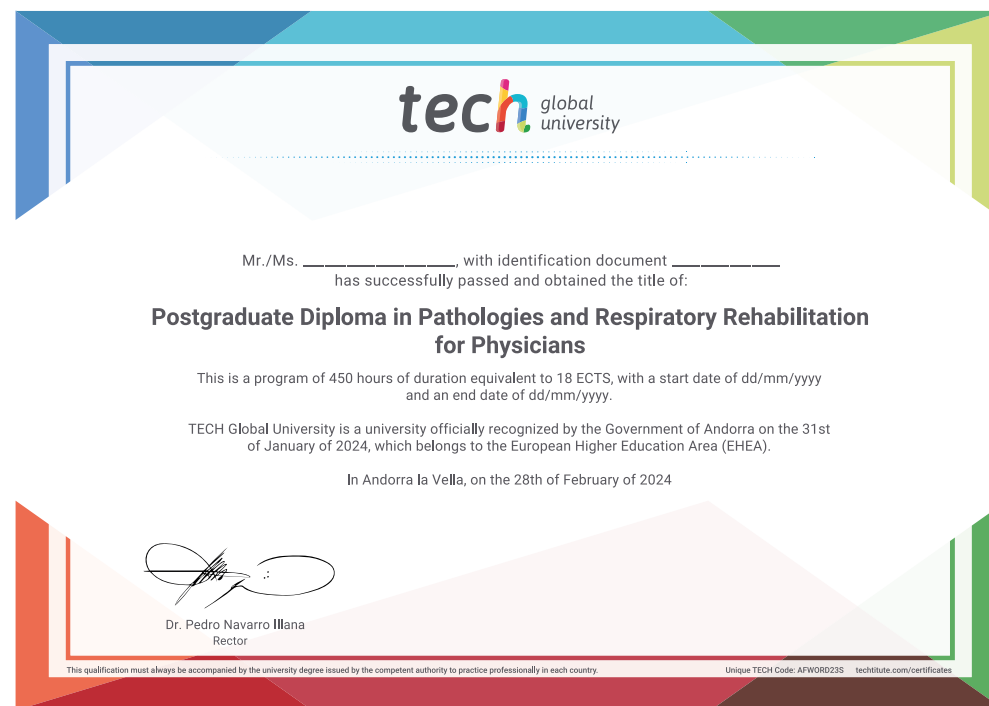 tech global
university
Mr./Ms. ______________, with identification document __________
has successfully passed and obtained the title of:
Postgraduate Diploma in Pathologies and Respiratory Rehabilitation
for Physicians
This is a program of 450 hours of duration equivalent to 18 ECTS, with a start date of dd/mm/yyyy
and an end date of dd/mm/yyyy.
TECH Global University is a university officially recognized by the Government of Andorra on the 31st
of January of 2024, which belongs to the European Higher Education Area (EHEA).
In Andorra la Vella, on the 28th of February of 2024
Dr. Pedro Navarro Illana
Rector
This qualification must always be accompanied by the university degree issued by the competent authority to practice professionally in each country.
Unique TECH Code: AFWORD23S techtitute.com/certificates